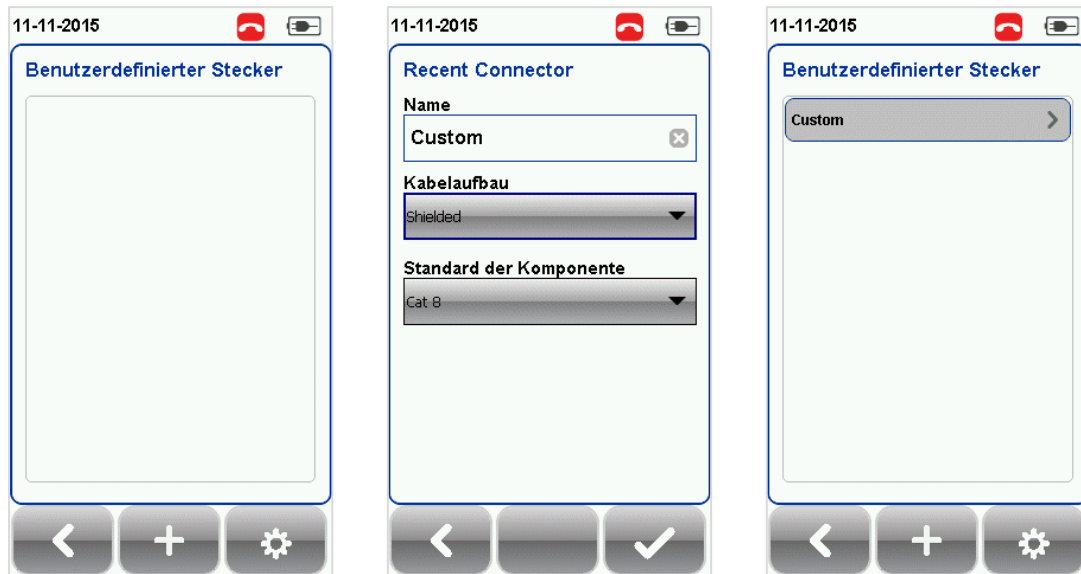 11-11-2015
Benutzerdefinierter Stecker
11-11-2015
Recent Connector
Name
Custom
Kabelaufbau
Shielded
Standard der Komponente
Cat 8
11-11-2015
Benutzerdefinierter Stecker
Custom